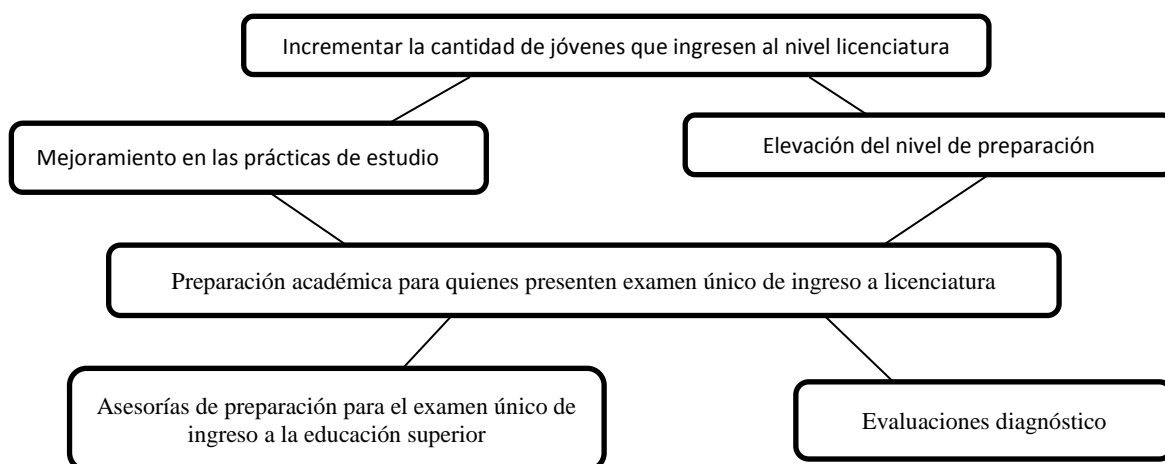 Incrementar la cantidad de jóvenes que ingresen al nivel licenciatura
Mejoramiento en las prácticas de estudio
Elevación del nivel de preparación
Preparación académica para quienes presenten examen único de ingreso a licenciatura
Asesorías de preparación para el examen único de
ingreso a la educación superior
Evaluaciones diagnóstico